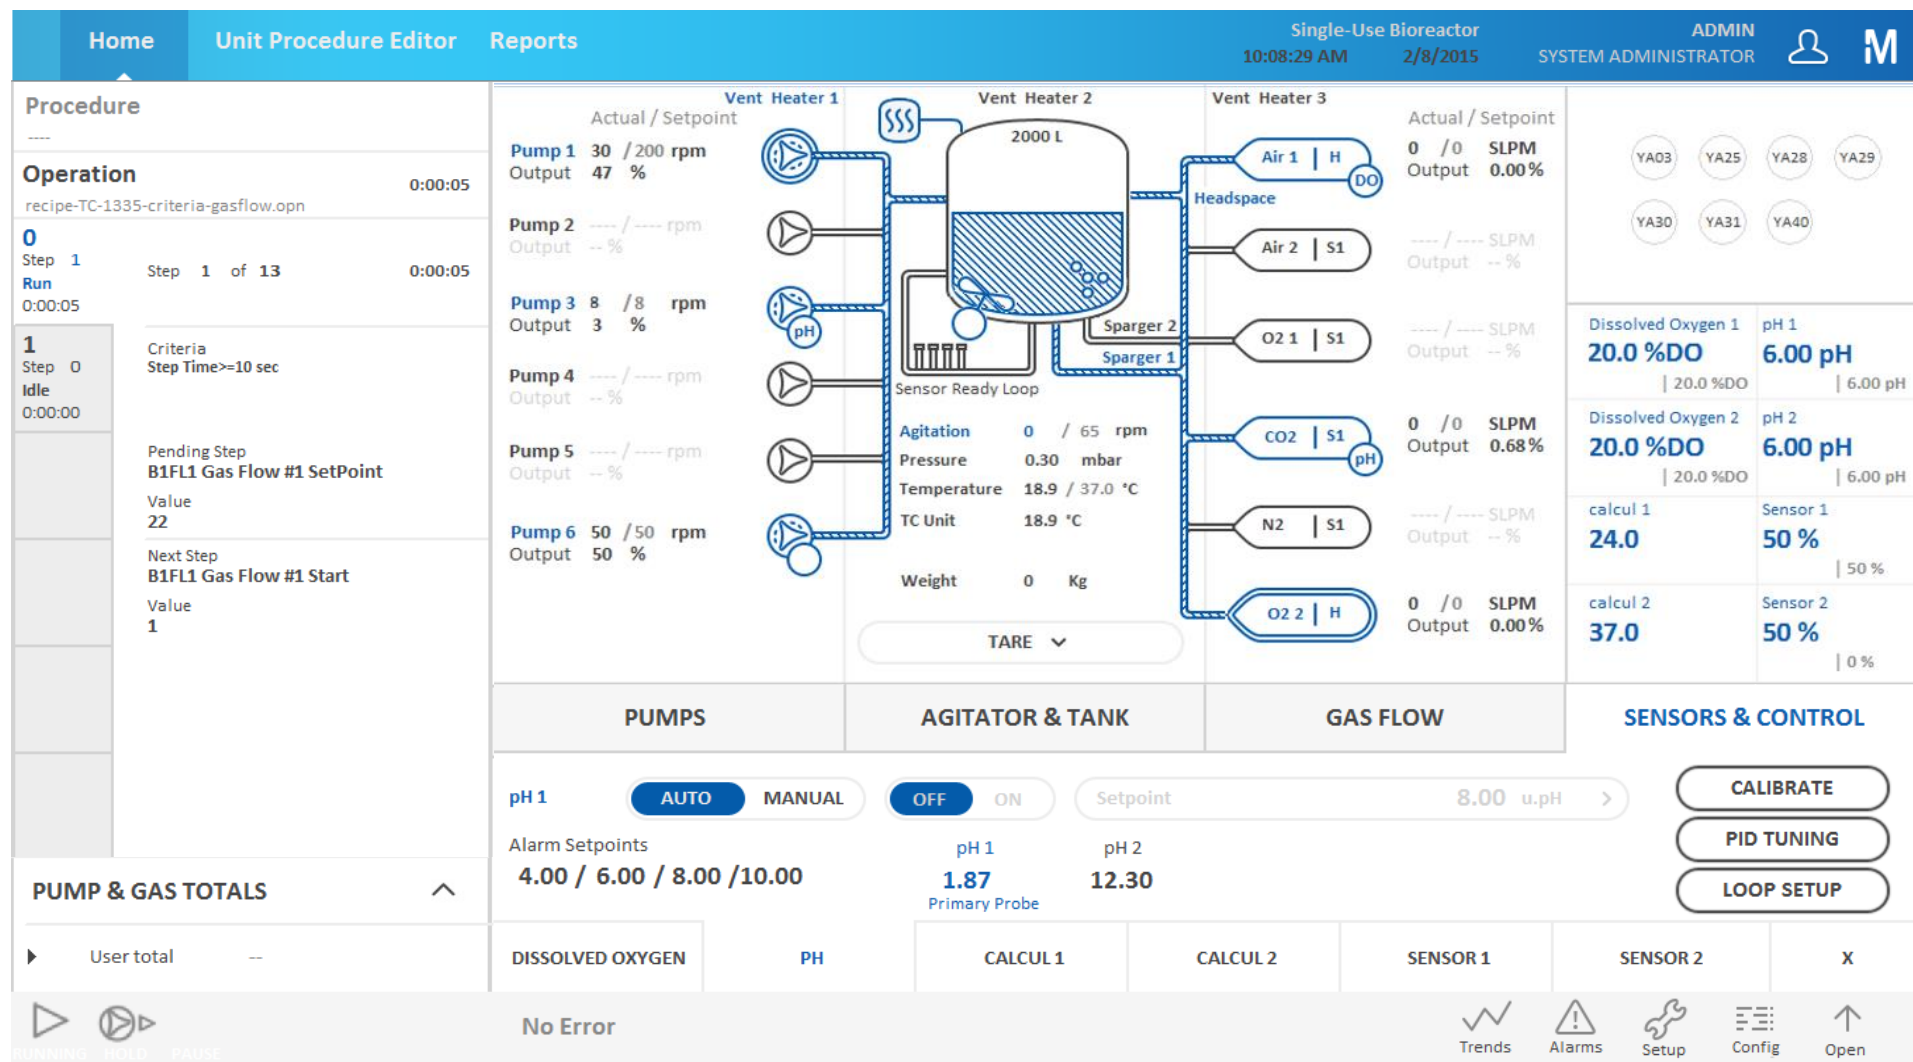 Home
Unit Procedure Editor
Reports
Single-Use Bioreactor
10:08:29 AM 2/8/2015
ADMIN
SYSTEM ADMINISTRATOR
M
Procedure
----
Operation
0:00:05
recipe-TC-1335-criteria-gasflow.opn
0
Step 1
Run
0:00:05
Step 1 of 13
0:00:05
1
Step 0
Idle
0:00:00
Criteria
Step Time>=10 sec
Pending Step
B1FL1 Gas Flow #1 SetPoint
Value
22
Next Step
B1FL1 Gas Flow #1 Start
Value
1
PUMP & GAS TOTALS
User total --
Vent Heater 1
Actual / Setpoint
Pump 1 30 / 200 rpm
Output 47 %
Pump 2 ---- / ---- rpm
Output -- %
Pump 3 8 / 8 rpm
Output 3 %
pH
Pump 4 ---- / ---- rpm
Output -- %
Pump 5 ---- / ---- rpm
Output -- %
Pump 6 50 / 50 rpm
Output 50 %
Vent Heater 2
2000 L
Sparger 2
Sparger 1
Sensor Ready Loop
Agitation 0 / 65 rpm
Pressure 0.30 mbar
Temperature 18.9 / 37.0 °C
TC Unit 18.9 °C
Weight 0 Kg
TARE
Vent Heater 3
Actual / Setpoint
Air 1 | H
DO
0 / 0 SLPM
Output 0.00 %
Headspace
Air 2 | S1
---- / ---- SLPM
Output -- %
O2 1 | S1
---- / ---- SLPM
Output -- %
CO2 | S1
pH
0 / 0 SLPM
Output 0.68 %
N2 | S1
---- / ---- SLPM
Output -- %
O2 2 | H
0 / 0 SLPM
Output 0.00 %
YA03 YA25 YA28 YA29
YA30 YA31 YA40
Dissolved Oxygen 1
20.0 %DO
| 20.0 %DO
pH 1
6.00 pH
| 6.00 pH
Dissolved Oxygen 2
20.0 %DO
| 20.0 %DO
pH 2
6.00 pH
| 6.00 pH
calcul 1
24.0
Sensor 1
50 %
| 50 %
calcul 2
37.0
Sensor 2
50 %
| 0 %
PUMPS
AGITATOR & TANK
GAS FLOW
SENSORS & CONTROL
pH 1
AUTO MANUAL
OFF ON
Setpoint 8.00 u.pH >
CALIBRATE
PID TUNING
LOOP SETUP
Alarm Setpoints
4.00 / 6.00 / 8.00 /10.00
pH 1
1.87
Primary Probe
pH 2
12.30
DISSOLVED OXYGEN
PH
CALCUL 1
CALCUL 2
SENSOR 1
SENSOR 2
X
RUNNING HOLD PAUSE
No Error
Trends
Alarms
Setup
Config
Open